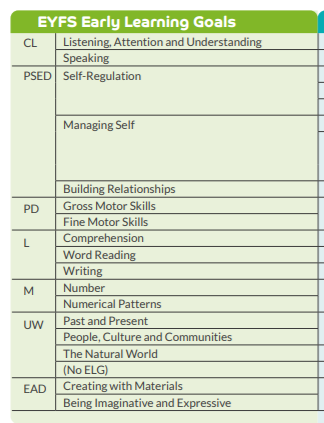 EYFS Early Learning Goals
CL Listening, Attention and Understanding
Speaking
PSED Self-Regulation
Managing Self
Building Relationships
PD Gross Motor Skills
Fine Motor Skills
L Comprehension
Word Reading
Writing
M Number
Numerical Patterns
UW Past and Present
People, Culture and Communities
The Natural World
(No ELG)
EAD Creating with Materials
Being Imaginative and Expressive